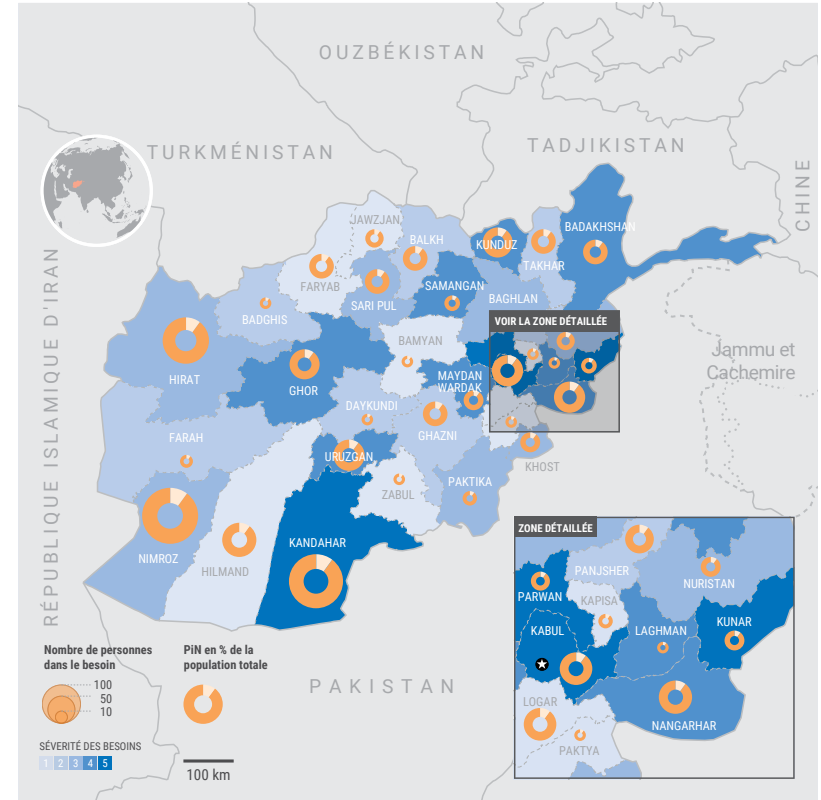 OUZBÉKISTAN
TURKMÉNISTAN
TADJIKISTAN
CHINE
RÉPUBLIQUE ISLAMIQUE D'IRAN
Jammu et
Cachemire
PAKISTAN
JAWZJAN
BALKH
KUNDUZ
BADAKHSHAN
TAKHAR
FARYAB
SARI PUL
SAMANGAN
BAGHLAN
BADGHIS
VOIR LA ZONE DÉTAILLÉE
BAMYAN
HIRAT
GHOR
MAYDAN
WARDAK
DAYKUNDI
GHAZNI
FARAH
URUZGAN
KHOST
ZABUL
PAKTIKA
KANDAHAR
NIMROZ
HILMAND
ZONE DÉTAILLÉE
PANJSHER
NURISTAN
PARWAN
KAPISA
KABUL
LAGHMAN
KUNAR
LOGAR
NANGARHAR
PAKTYA
Nombre de personnes
dans le besoin
100
50
10
PiN en % de la
population totale
SÉVERITÉ DES BESOINS
1 2 3 4 5
100 km